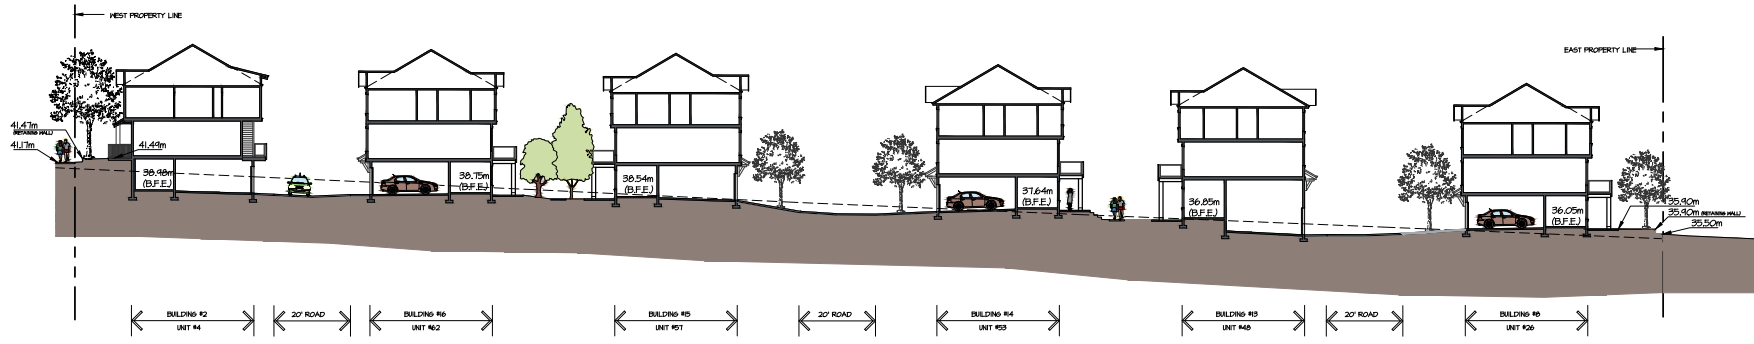 WEST PROPERTY LINE
EAST PROPERTY LINE
41.47m
(RETAINING WALL)
41.17m
41.49m
38.98m
(B.F.E.)
38.75m
(B.F.E.)
38.54m
(B.F.E.)
37.64m
(B.F.E.)
36.85m
(B.F.E.)
36.05m
(B.F.E.)
35.90m
35.90m (RETAINING WALL)
35.50m
BUILDING #2
UNIT #4
20' ROAD
BUILDING #16
UNIT #62
BUILDING #15
UNIT #57
20' ROAD
BUILDING #14
UNIT #53
BUILDING #13
UNIT #48
20' ROAD
BUILDING #8
UNIT #26